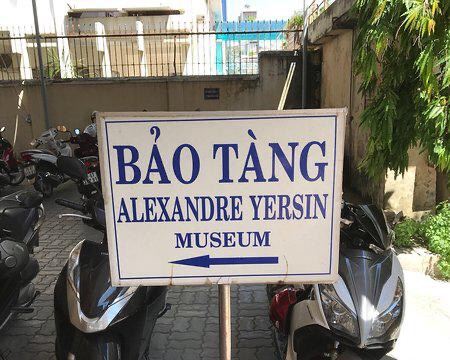 BẢO TÀNG
ALEXANDRE YERSIN
MUSEUM